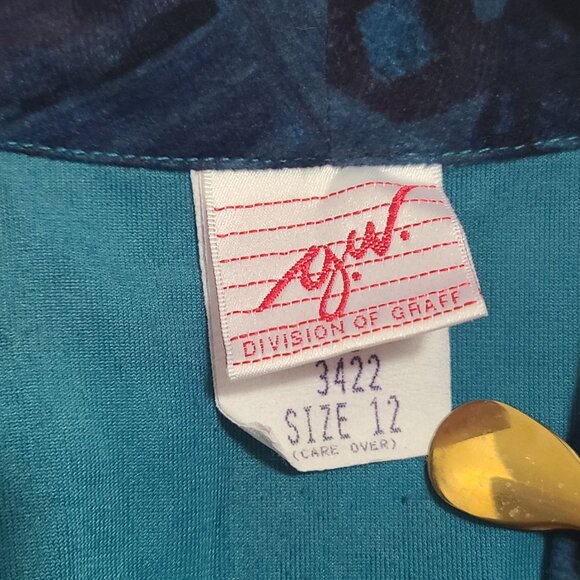 g.w.
DIVISION OF GRAFF
3422
SIZE 12
(CARE OVER)